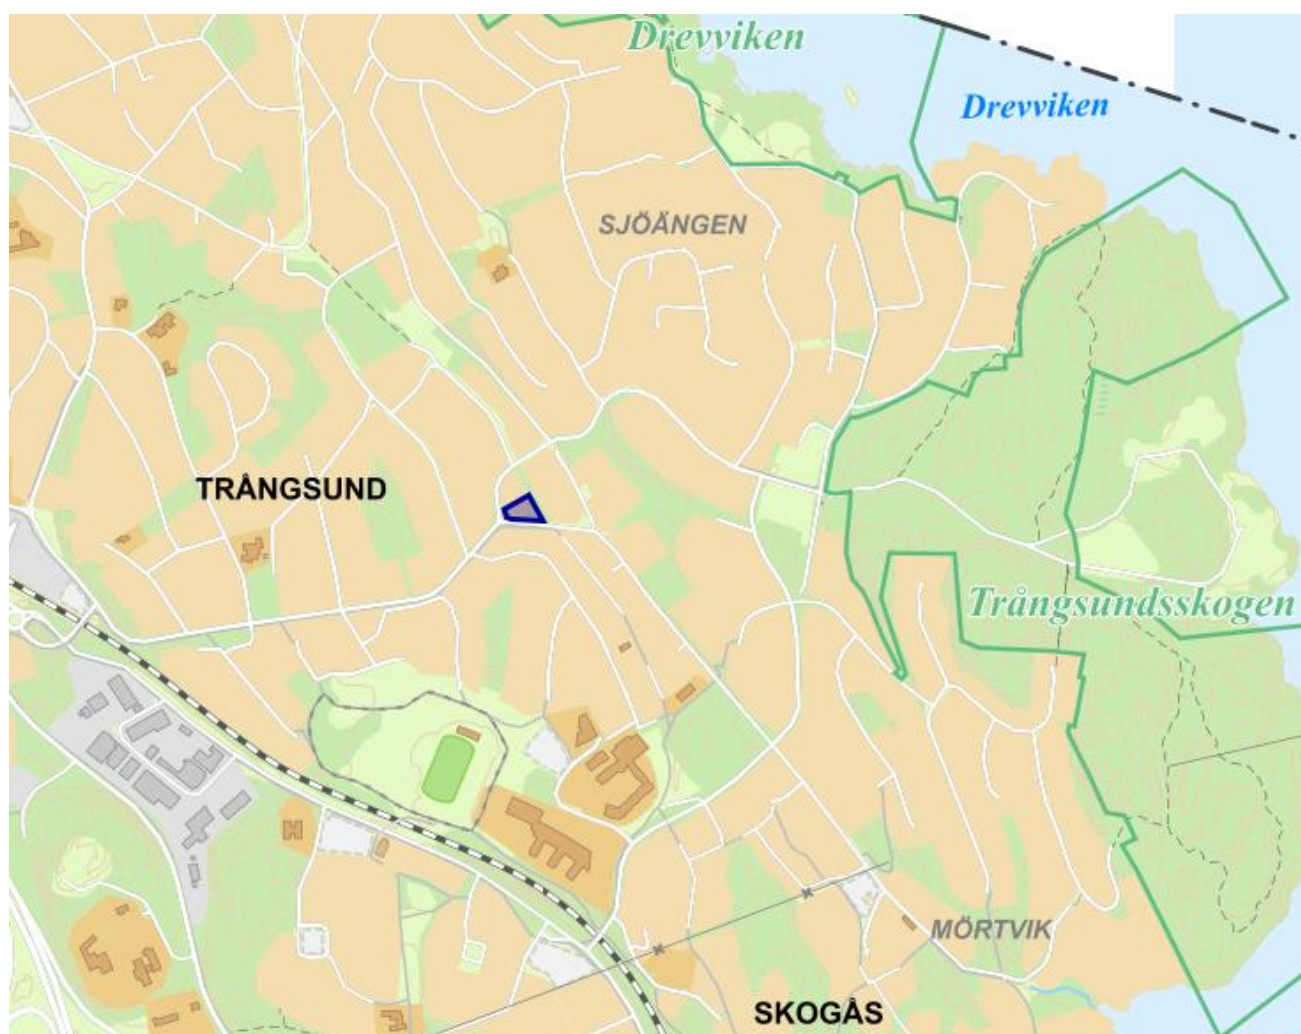 Drevviken
Drevviken
SJÖÄNGEN
TRÅNGSUND
Trångsundsskogen
MÖRTVIK
SKOGÅS